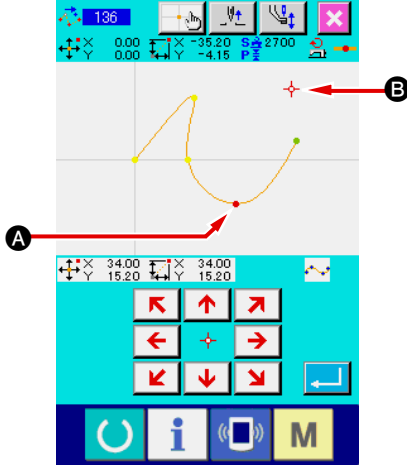 136
X 0.00 X -35.20 S 2700
Y 0.00 Y -4.15 P
B
A
X 34.00 X 34.00
Y 15.20 Y 15.20
i M